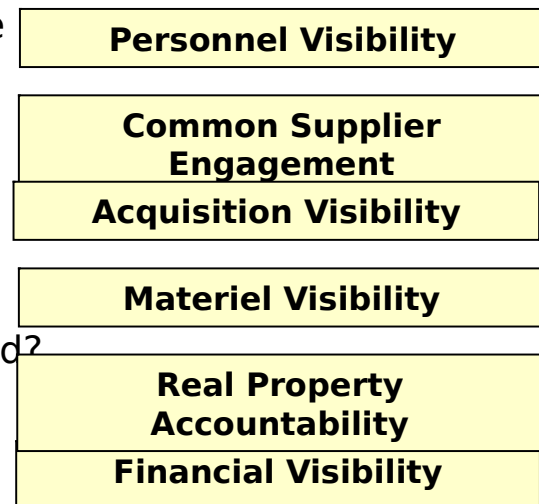 e
Personnel Visibility
Common Supplier
Engagement
Acquisition Visibility
Materiel Visibility
d?
Real Property
Accountability
Financial Visibility